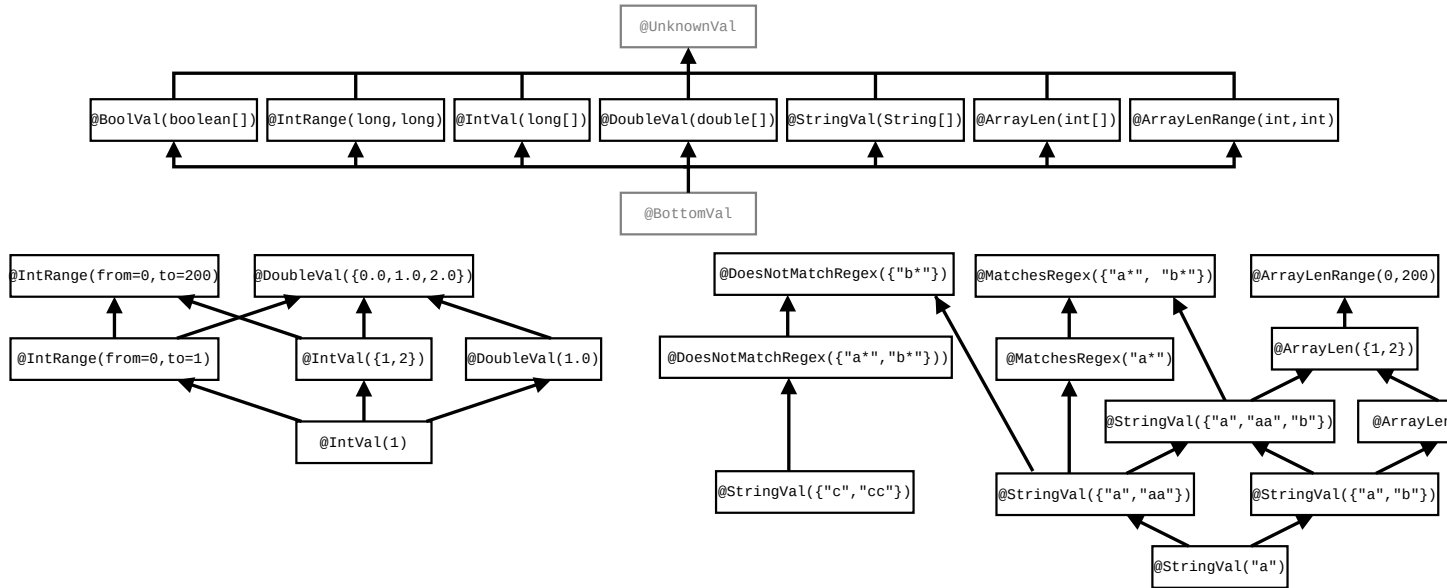 @UnknownVal
@BoolVal(boolean[])
@IntRange(long,long)
@IntVal(long[])
@DoubleVal(double[])
@StringVal(String[])
@ArrayLen(int[])
@ArrayLenRange(int,int)
@BottomVal
@IntRange(from=0,to=200)
@DoubleVal({0.0,1.0,2.0})
@DoesNotMatchRegex({"b*"})
@MatchesRegex({"a*", "b*"})
@ArrayLenRange(0,200)
@IntRange(from=0,to=1)
@IntVal({1,2})
@DoubleVal(1.0)
@DoesNotMatchRegex({"a*","b*"}))
@MatchesRegex("a*")
@ArrayLen({1,2})
@StringVal({"a","aa","b"})
@ArrayLen
@IntVal(1)
@StringVal({"c","cc"})
@StringVal({"a","aa"})
@StringVal({"a","b"})
@StringVal("a")